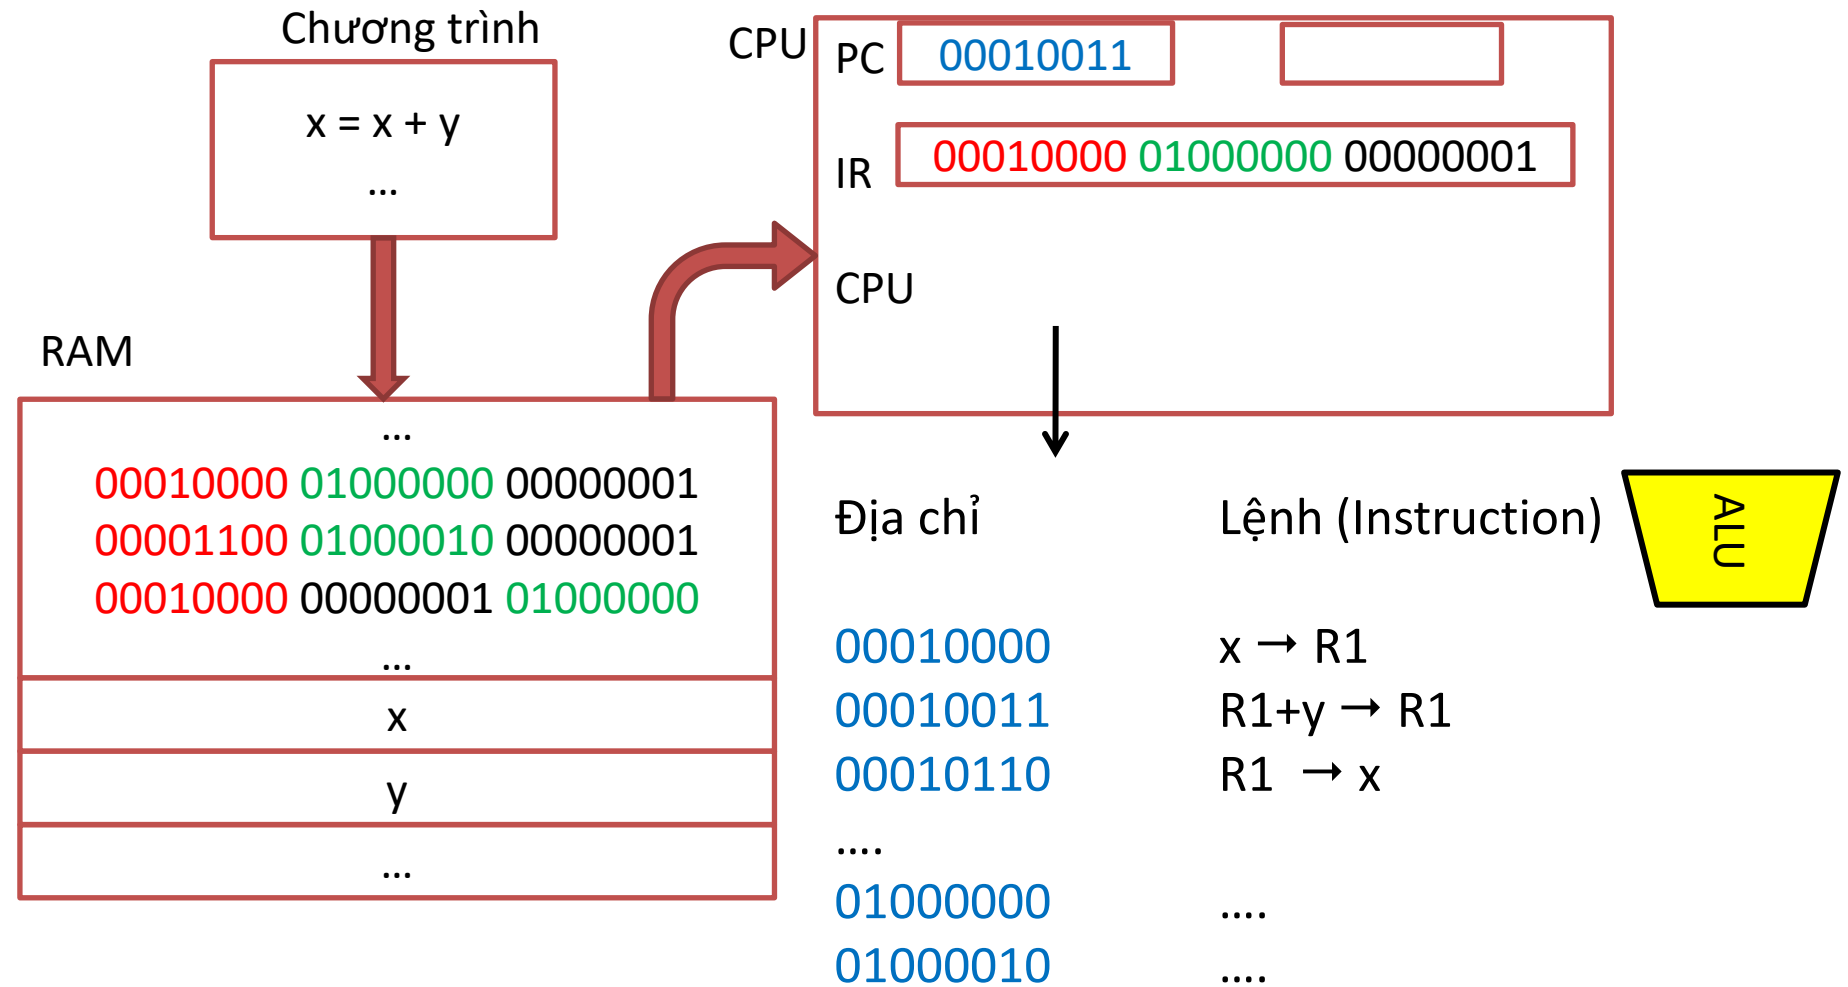 Chương trình
x = x + y
...
RAM
...
00010000 01000000 00000001
00001100 01000010 00000001
00010000 00000001 01000000
...
x
y
...
CPU
PC 00010011
IR 00010000 01000000 00000001
CPU
Địa chỉ Lệnh (Instruction)
ALU
00010000 x → R1
00010011 R1+y → R1
00010110 R1 → x
....
01000000 ....
01000010 ....